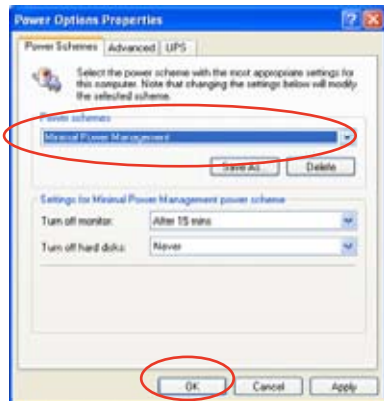 Power Options Properties
Power Schemes Advanced UPS
Select the power scheme with the most appropriate settings for
this computer. Note that changing the settings below will modify
the selected scheme.
Power schemes
Minimal Power Management
Save As... Delete
Settings for Minimal Power Management power scheme
Turn off monitor: After 15 mins
Turn off hard disks: Never
OK Cancel Apply